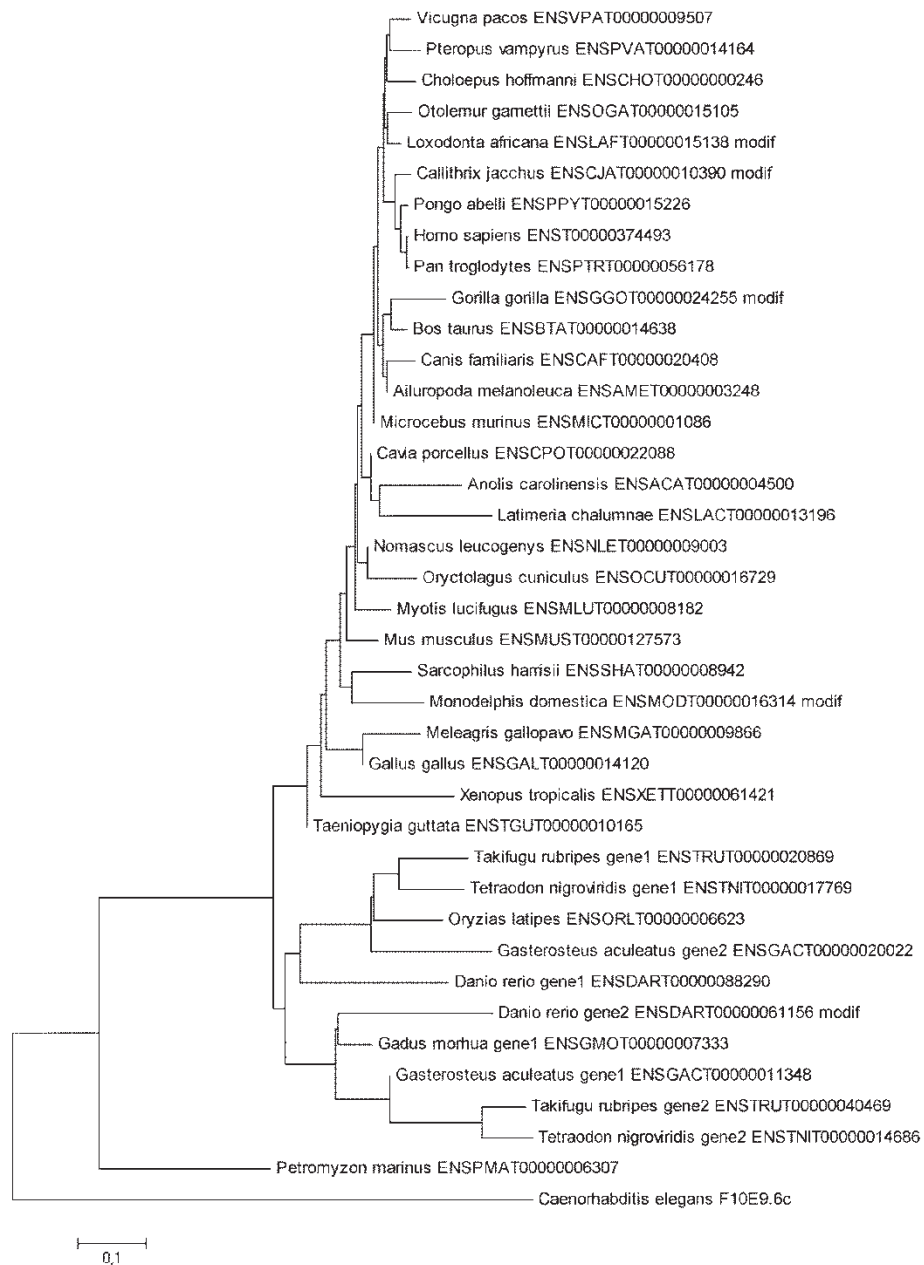 Vicugna pacos ENSVPAT00000009507
Pteropus vampyrus ENSPVAT00000014164
Choloepus hoffmanni ENSCHOT00000000246
Otolemur garnettii ENSOGAT00000015105
Loxodonta africana ENSLAFT00000015138 modif
Callithrix jacchus ENSCJAT00000010390 modif
Pongo abelli ENSPPYT00000015226
Homo sapiens ENST00000374493
Pan troglodytes ENSPTRT00000056178
Gorilla gorilla ENSGGOT00000024255 modif
Bos taurus ENSBTAT00000014638
Canis familiaris ENSCAFT00000020408
Ailuropoda melanoleuca ENSAMET00000003248
Microcebus murinus ENSMICT00000001086
Cavia porcellus ENSCPOT00000022088
Anolis carolinensis ENSACAT00000004500
Latimeria chalumnae ENSLACT00000013196
Nomascus leucogenys ENSNLET00000009003
Oryctolagus cuniculus ENSOCUT00000016729
Myotis lucifugus ENSMLUT00000008182
Mus musculus ENSMUST00000127573
Sarcophilus harrisii ENSSHAT00000008942
Monodelphis domestica ENSMODT00000016314 modif
Meleagris gallopavo ENSMGAT00000009866
Gallus gallus ENSGALT00000014120
Xenopus tropicalis ENSXETT00000061421
Taeniopygia guttata ENSTGUT00000010165
Takifugu rubripes gene1 ENSTRUT00000020869
Tetraodon nigroviridis gene1 ENSTNIT00000017769
Oryzias latipes ENSORLT00000006623
Gasterosteus aculeatus gene2 ENSGACT00000020022
Danio rerio gene1 ENSDART00000088290
Danio rerio gene2 ENSDART00000061156 modif
Gadus morhua gene1 ENSGMOT00000007333
Gasterosteus aculeatus gene1 ENSGACT00000011348
Takifugu rubripes gene2 ENSTRUT00000040469
Tetraodon nigroviridis gene2 ENSTNIT00000014686
Petromyzon marinus ENSPMAT00000006307
Caenorhabditis elegans F10E9.6c
0,1